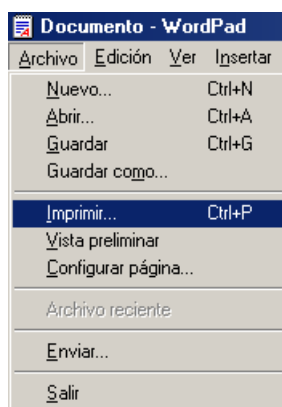 Documento - WordPad
Archivo Edición Ver Insertar
Nuevo... Ctrl+N
Abrir... Ctrl+A
Guardar Ctrl+G
Guardar como...
Imprimir... Ctrl+P
Vista preliminar
Configurar página...
Archivo reciente
Enviar...
Salir